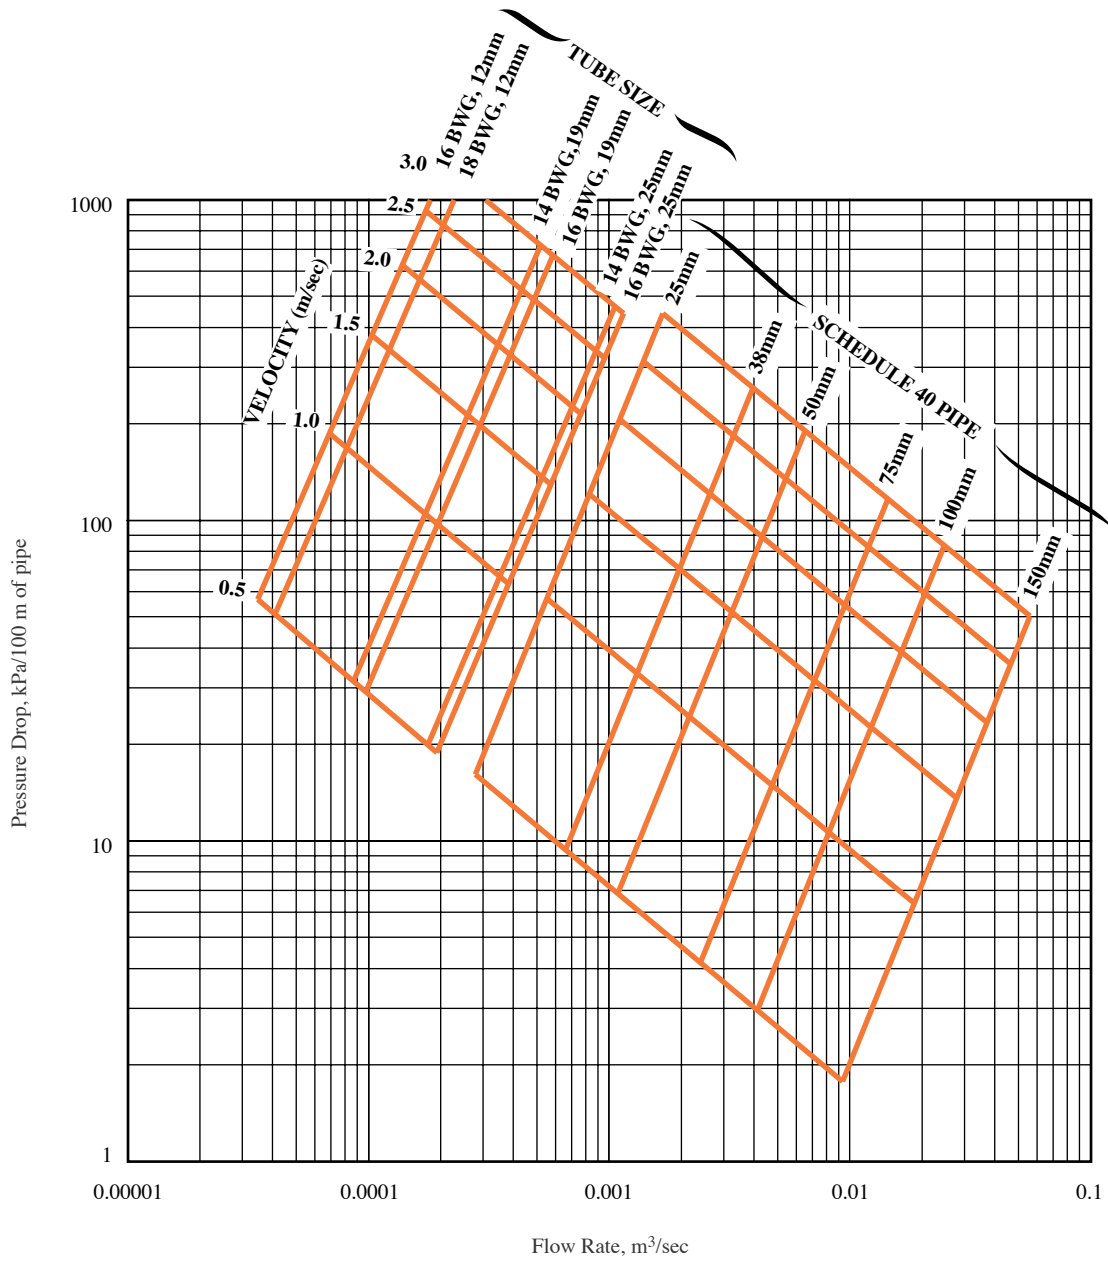 TUBE SIZE
16 BWG, 12mm
18 BWG, 12mm
14 BWG,19mm
16 BWG, 19mm
14 BWG, 25mm
16 BWG, 25mm
SCHEDULE 40 PIPE
25mm
38mm
50mm
75mm
100mm
150mm
VELOCITY (m/sec)
3.0
2.5
2.0
1.5
1.0
0.5
Pressure Drop, kPa/100 m of pipe
1000
100
10
1
0.00001 0.0001 0.001 0.01 0.1
Flow Rate, m³/sec